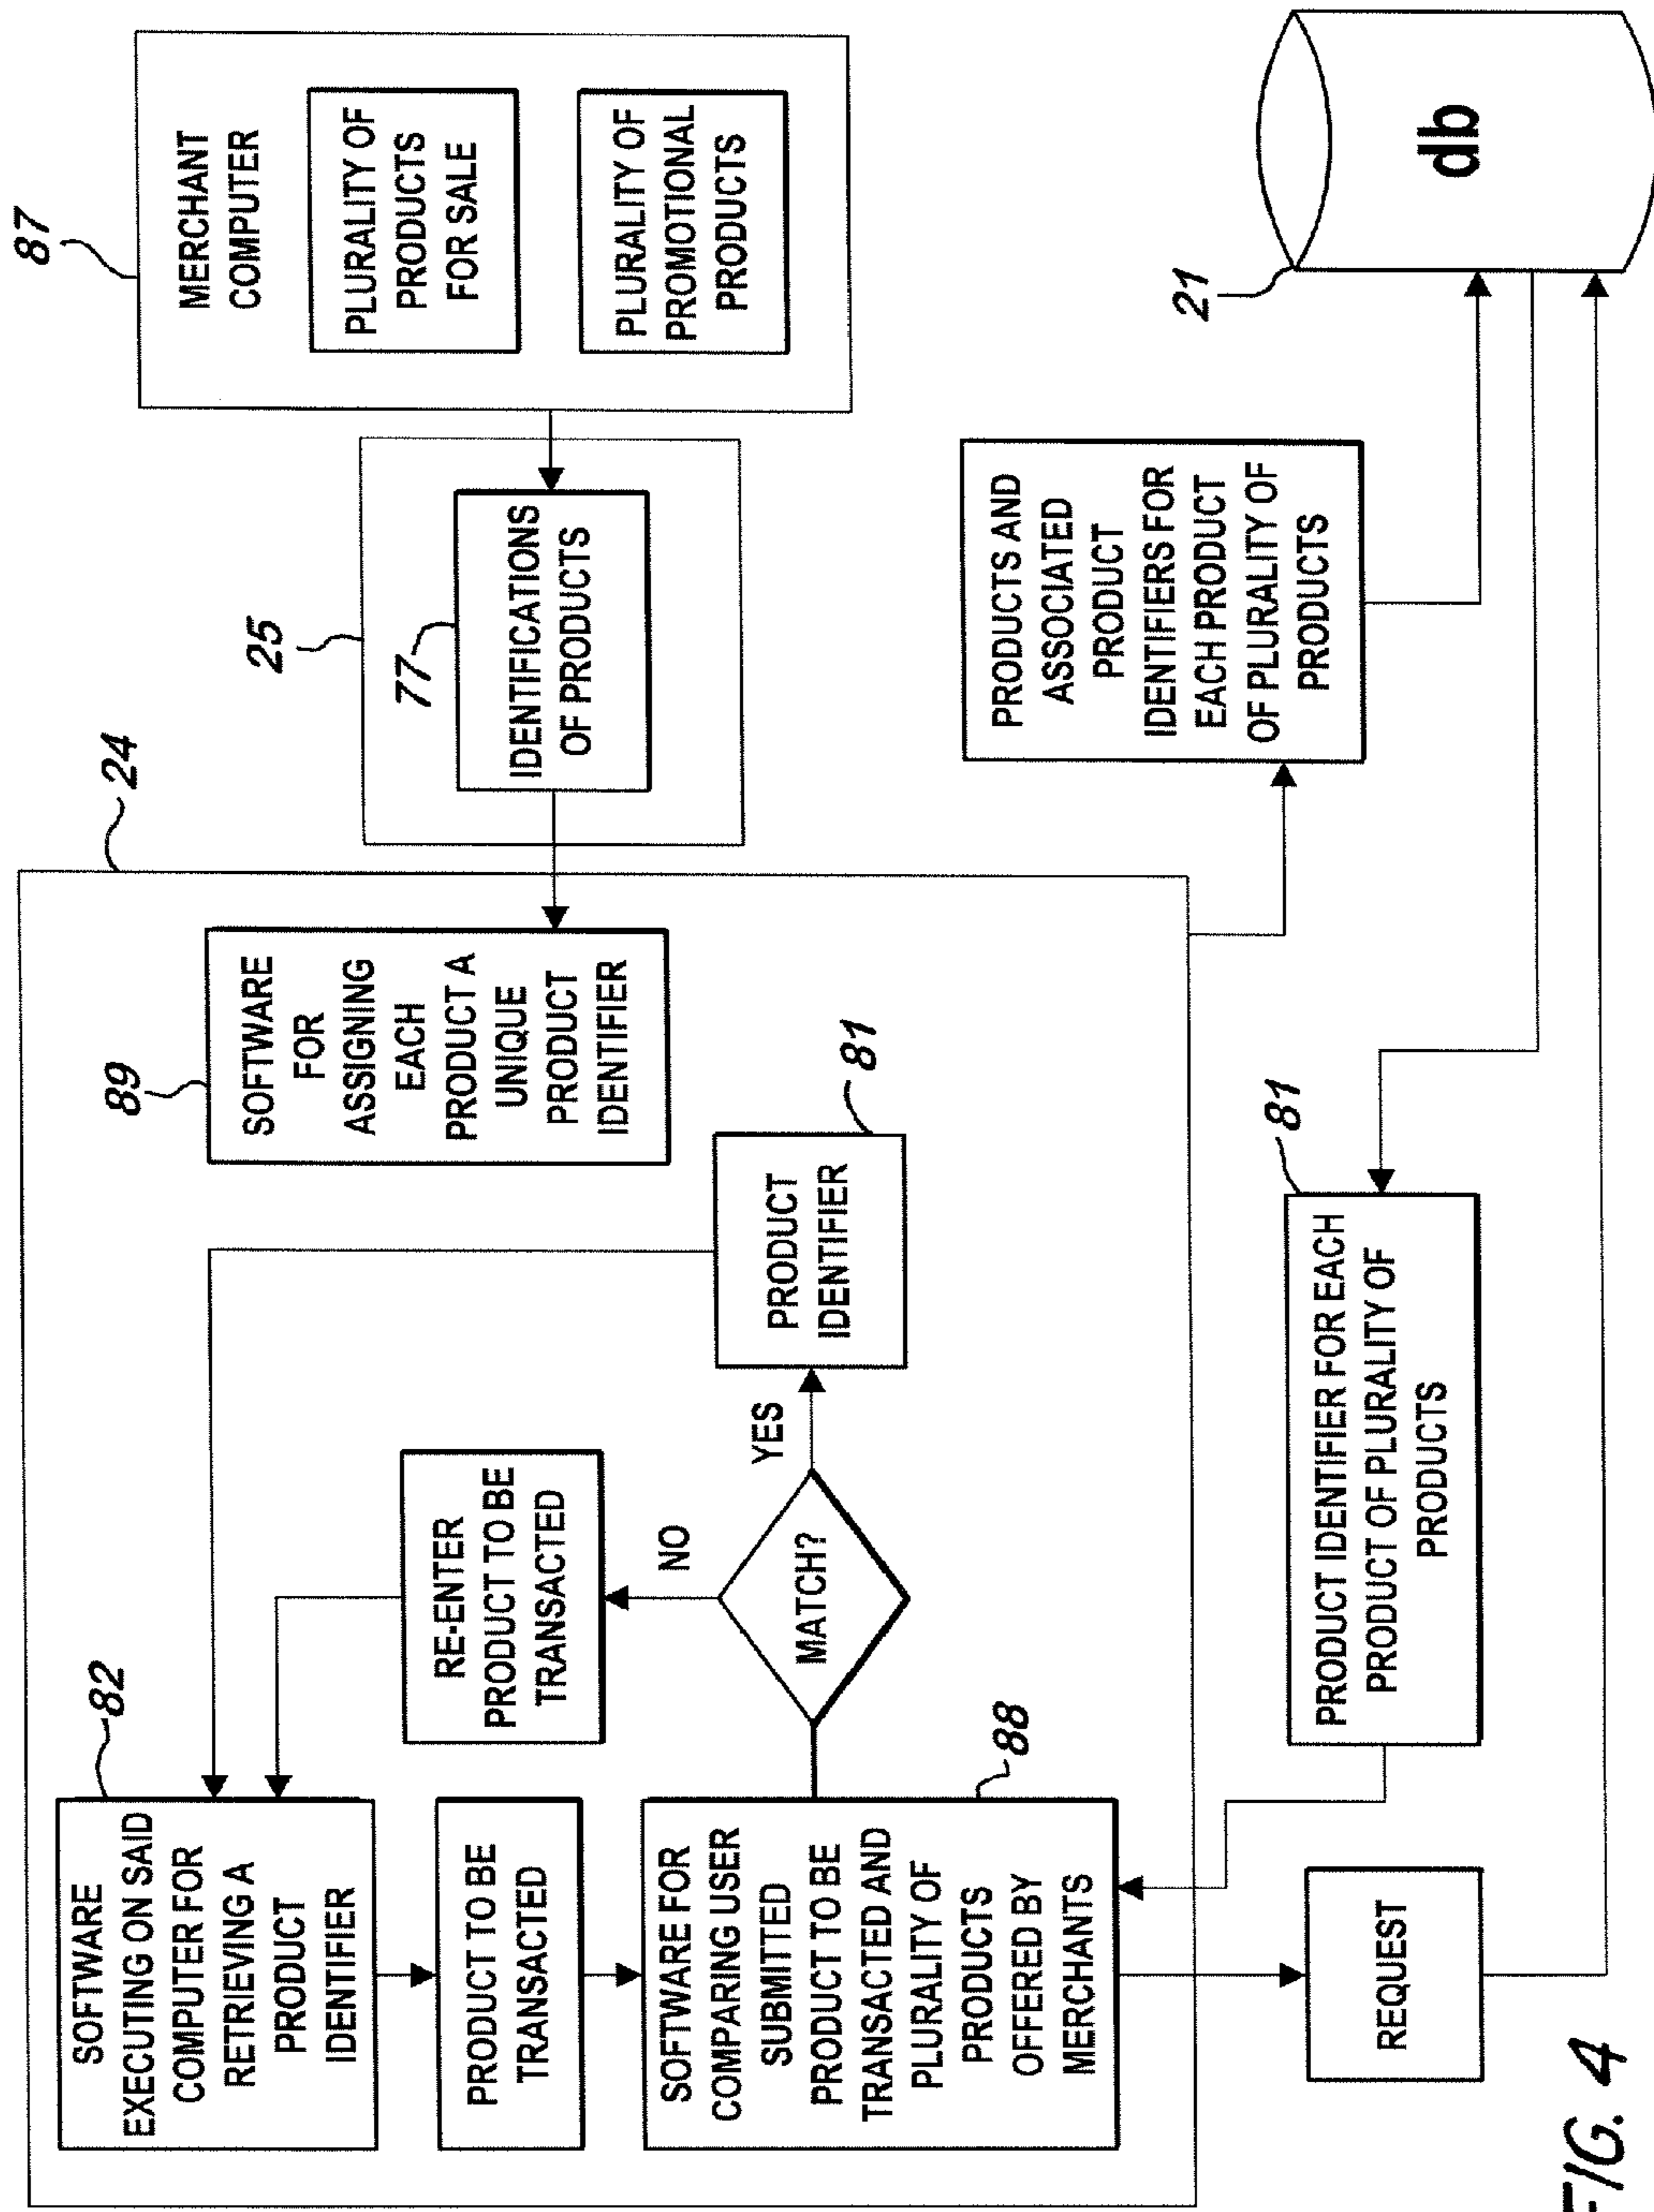 24
82
SOFTWARE
EXECUTING ON SAID
COMPUTER FOR
RETRIEVING A
PRODUCT
IDENTIFIER
PRODUCT TO BE
TRANSACTED
SOFTWARE FOR
COMPARING USER
SUBMITTED
PRODUCT TO BE
TRANSACTED AND
PLURALITY OF
PRODUCTS
OFFERED BY
MERCHANTS
88
RE-ENTER
PRODUCT TO BE
TRANSACTED
NO
MATCH?
YES
PRODUCT
IDENTIFIER
81
89
SOFTWARE
FOR
ASSIGNING
EACH
PRODUCT A
UNIQUE
PRODUCT
IDENTIFIER
25
77
IDENTIFICATIONS
OF PRODUCTS
87
MERCHANT
COMPUTER
PLURALITY OF
PRODUCTS
FOR SALE
PLURALITY OF
PROMOTIONAL
PRODUCTS
PRODUCTS AND
ASSOCIATED
PRODUCT
IDENTIFIERS FOR
EACH PRODUCT
OF PLURALITY OF
PRODUCTS
REQUEST
81
PRODUCT IDENTIFIER FOR EACH
PRODUCT OF PLURALITY OF
PRODUCTS
21
db
FIG. 4